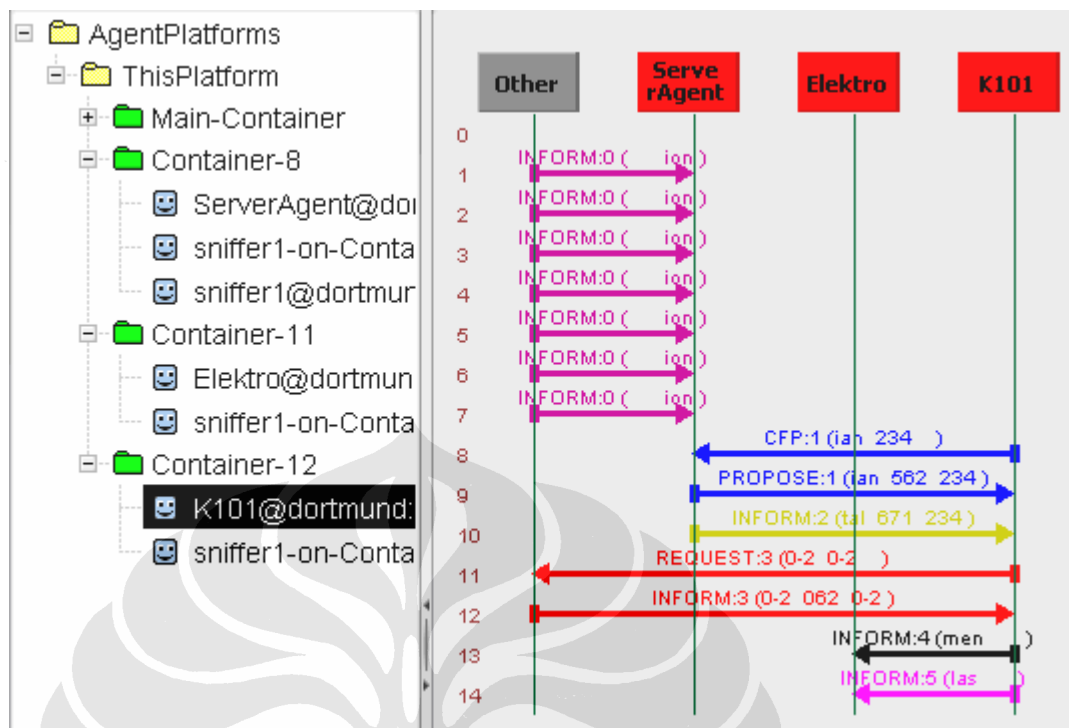 AgentPlatforms
ThisPlatform
Main-Container
Container-8
ServerAgent@do
sniffer1-on-Conta
sniffer1@dortmur
Container-11
Elektro@dortmun
sniffer1-on-Conta
Container-12
K101@dortmund:
sniffer1-on-Conta
Other
Serve
rAgent
Elektro
K101
0
INFORM:0 ( ion )
1
INFORM:0 ( ion )
2
INFORM:0 ( ion )
3
INFORM:0 ( ion )
4
INFORM:0 ( ion )
5
INFORM:0 ( ion )
6
INFORM:0 ( ion )
7
CFP:1 (ian 234 )
8
PROPOSE:1 (ian 562 234 )
9
INFORM:2 (tal 671 234 )
10
REQUEST:3 (0-2 0-2 )
11
INFORM:3 (0-2 062 0-2 )
12
INFORM:4 (men )
13
INFORM:5 (las )
14